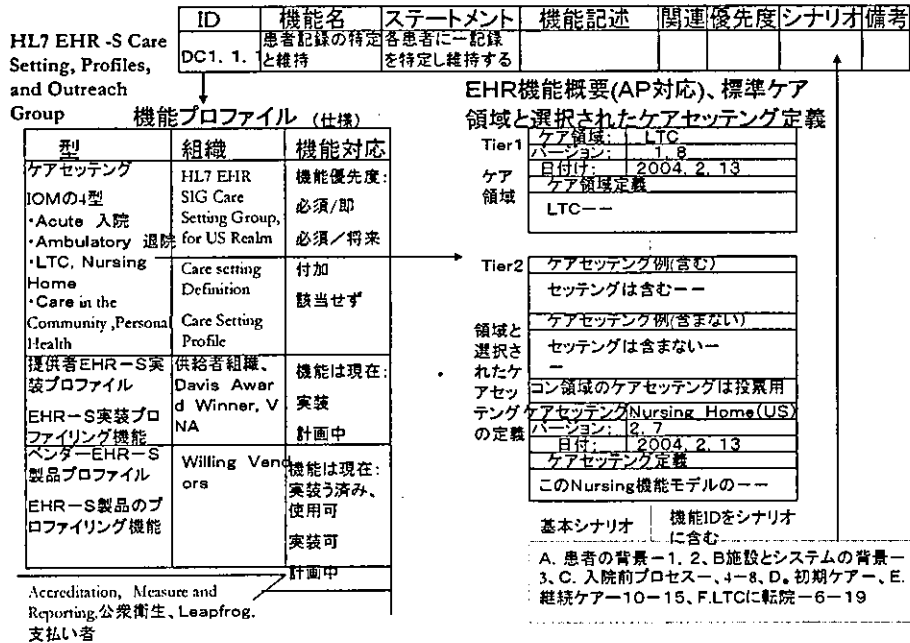 ID 機能名 ステートメント 機能記述 関連 優先度 シナリオ 備考
DC1. 1. 1 患者記録の特定と維持 各患者に一記録を特定し維持する
HL7 EHR -S Care
Setting, Profiles,
and Outreach
Group
機能プロファイル (仕様)
型 組織 機能対応
ケアセッテング
IOMの4型
・Acute 入院
・Ambulatory 退院
・LTC, Nursing
Home
・Care in the
Community ,Personal
Health
HL7 EHR
SIG Care
Setting Group,
for US Realm
Care setting
Definition
Care Setting
Profile
機能優先度:
必須/即
必須/将来
付加
該当せず
提供者EHR-S実
装プロファイル
EHR-S実装プロ
ファイリング機能
供給者組織、
Davis Awar
d Winner, V
NA
機能は現在:
実装
計画中
ベンダーEHR-S
製品プロファイル
EHR-S製品のプ
ロファイリング機能
Willing Vend
ors
機能は現在:
実装う済み、
使用可
実装可
計画中
Accreditation, Measure and
Reporting,公衆衛生、Leapfrog,
支払い者
EHR機能概要(AP対応)、標準ケア
領域と選択されたケアセッテング定義
Tier1
ケア
領域
ケア領域: LTC
バージョン: 1, 8
日付け: 2004. 2. 13
ケア領域定義
LTCーー
Tier2
領域と
選択さ
れたケ
アセッ
テング
の定義
ケアセッテング例(含む)
セッテングは含むーー
ケアセッテング例(含まない)
セッテングは含まないー
ー
コン領域のケアセッテングは投票用
ケアセッテング Nursing Home(US)
バージョン: 2, 7
日付: 2004. 2. 13
ケアセッテング定義
このNursing機能モデルのーー
基本シナリオ 機能IDをシナリオ
に含む
A. 患者の背景ー1, 2、B施設とシステムの背景ー
3、C. 入院前プロセスー、4-8、D。初期ケアー、E.
継続ケアー10-15、F.LTCに転院-6-19